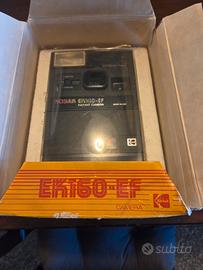 KODAK EK160-EF
INSTANT CAMERA
EK160-EF
Kodak
CAMERA
subito